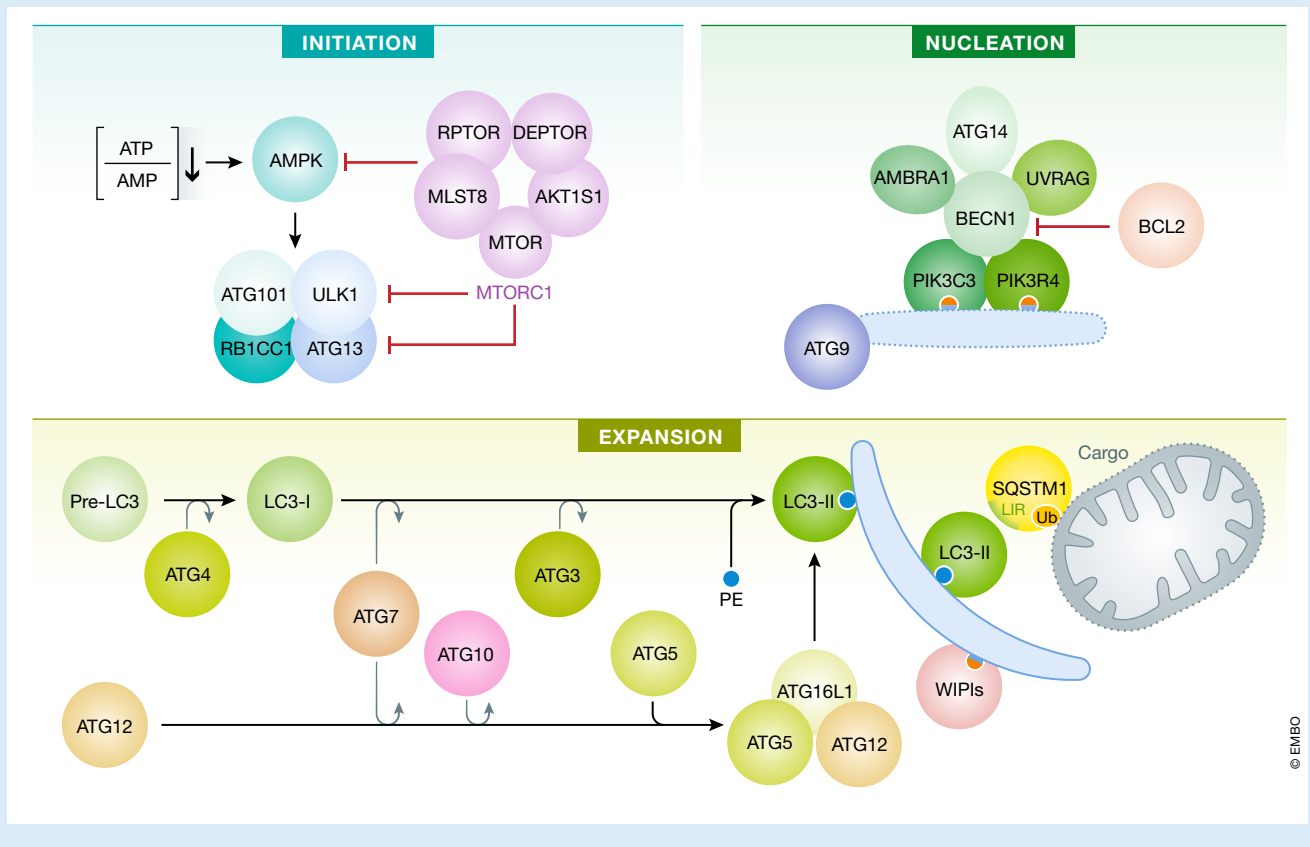 INITIATION
ATP
AMP
AMPK
RPTOR
DEPTOR
MLST8
AKT1S1
MTOR
MTORC1
ATG101
ULK1
RB1CC1
ATG13
NUCLEATION
ATG14
AMBRA1
UVRAG
BECN1
BCL2
PIK3C3
PIK3R4
ATG9
EXPANSION
Pre-LC3
LC3-I
LC3-II
SQSTM1
LIR
Ub
Cargo
LC3-II
ATG4
ATG3
PE
ATG7
ATG10
ATG5
ATG12
ATG16L1
ATG5
ATG12
WIPIs
© EMBO